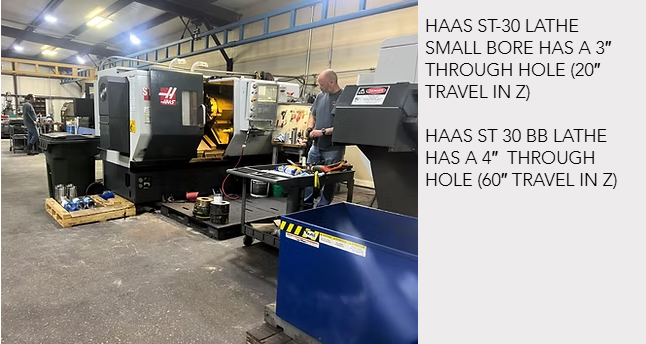 HAAS ST-30 LATHE
SMALL BORE HAS A 3″
THROUGH HOLE (20″
TRAVEL IN Z)
HAAS ST 30 BB LATHE
HAS A 4″ THROUGH
HOLE (60″ TRAVEL IN Z)
HAAS
DANGER